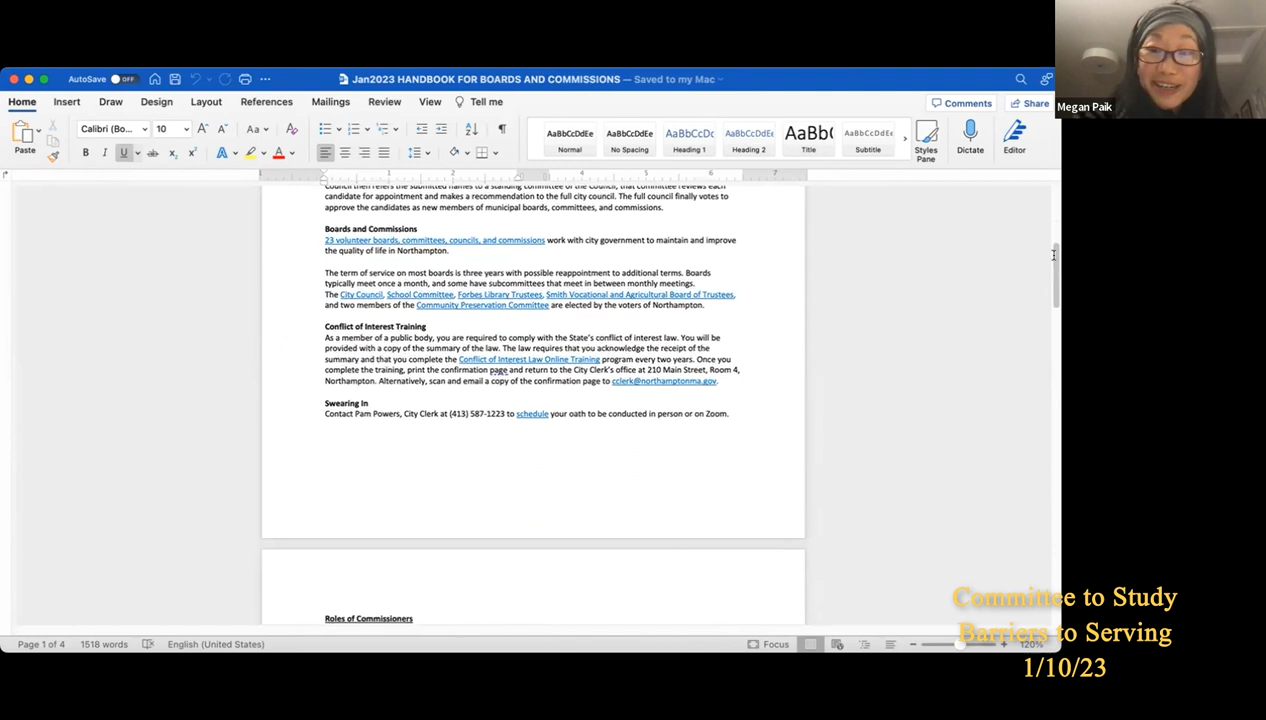 AutoSave OFF
Jan2023 HANDBOOK FOR BOARDS AND COMMISSIONS — Saved to my Mac
Home Insert Draw Design Layout References Mailings Review View Tell me
Comments Share
Megan Paik
Paste
Calibri (Bo... 10
AaBbCcDdEe Normal
AaBbCcDdEe No Spacing
AaBbCcDc Heading 1
AaBbCcDdEe Heading 2
AaBb( Title
AaBbCcDdEe Subtitle
Styles Pane
Dictate
Editor
1 2 4 5 6 7
Council then refers the submitted names to a standing committee of the Council, that committee reviews each
candidate for appointment and makes a recommendation to the full city council. The full council finally votes to
approve the candidates as new members of municipal boards, committees, and commissions.
Boards and Commissions
23 volunteer boards, committees, councils, and commissions work with city government to maintain and improve
the quality of life in Northampton.
The term of service on most boards is three years with possible reappointment to additional terms. Boards
typically meet once a month, and some have subcommittees that meet in between monthly meetings.
The City Council, School Committee, Forbes Library Trustees, Smith Vocational and Agricultural Board of Trustees,
and two members of the Community Preservation Committee are elected by the voters of Northampton.
Conflict of Interest Training
As a member of a public body, you are required to comply with the State's conflict of interest law. You will be
provided with a copy of the summary of the law. The law requires that you acknowledge the receipt of the
summary and that you complete the Conflict of Interest Law Online Training program every two years. Once you
complete the training, print the confirmation page and return to the City Clerk's office at 210 Main Street, Room 4,
Northampton. Alternatively, scan and email a copy of the confirmation page to cclerk@northamptonma.gov.
Swearing In
Contact Pam Powers, City Clerk at (413) 587-1223 to schedule your oath to be conducted in person or on Zoom.
Roles of Commissioners
Page 1 of 4 1518 words English (United States) Focus 120%
Committee to Study
Barriers to Serving
1/10/23